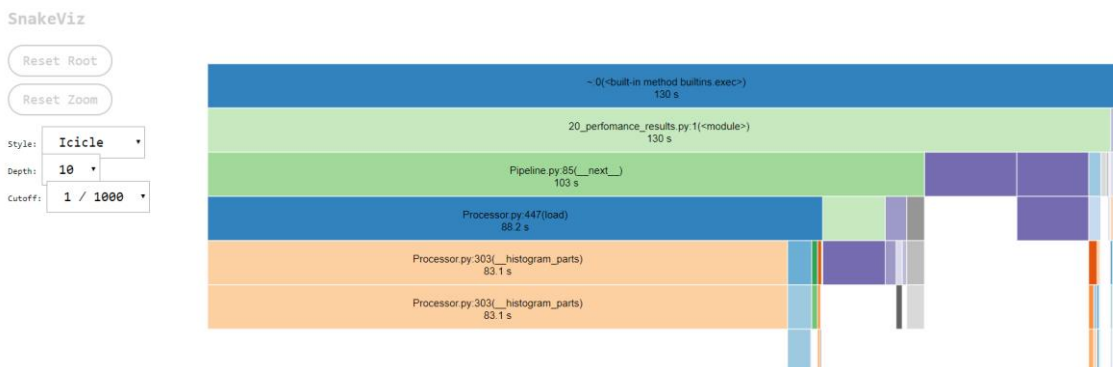 SnakeViz
Reset Root
Reset Zoom
Style: Icicle
Depth: 10
Cutoff: 1 / 1000
~:0(<built-in method builtins.exec>)
130 s
20_perfomance_results.py:1(<module>)
130 s
Pipeline.py:85(__next__)
103 s
Processor.py:447(load)
88.2 s
Processor.py:303(__histogram_parts)
83.1 s
Processor.py:303(__histogram_parts)
83.1 s